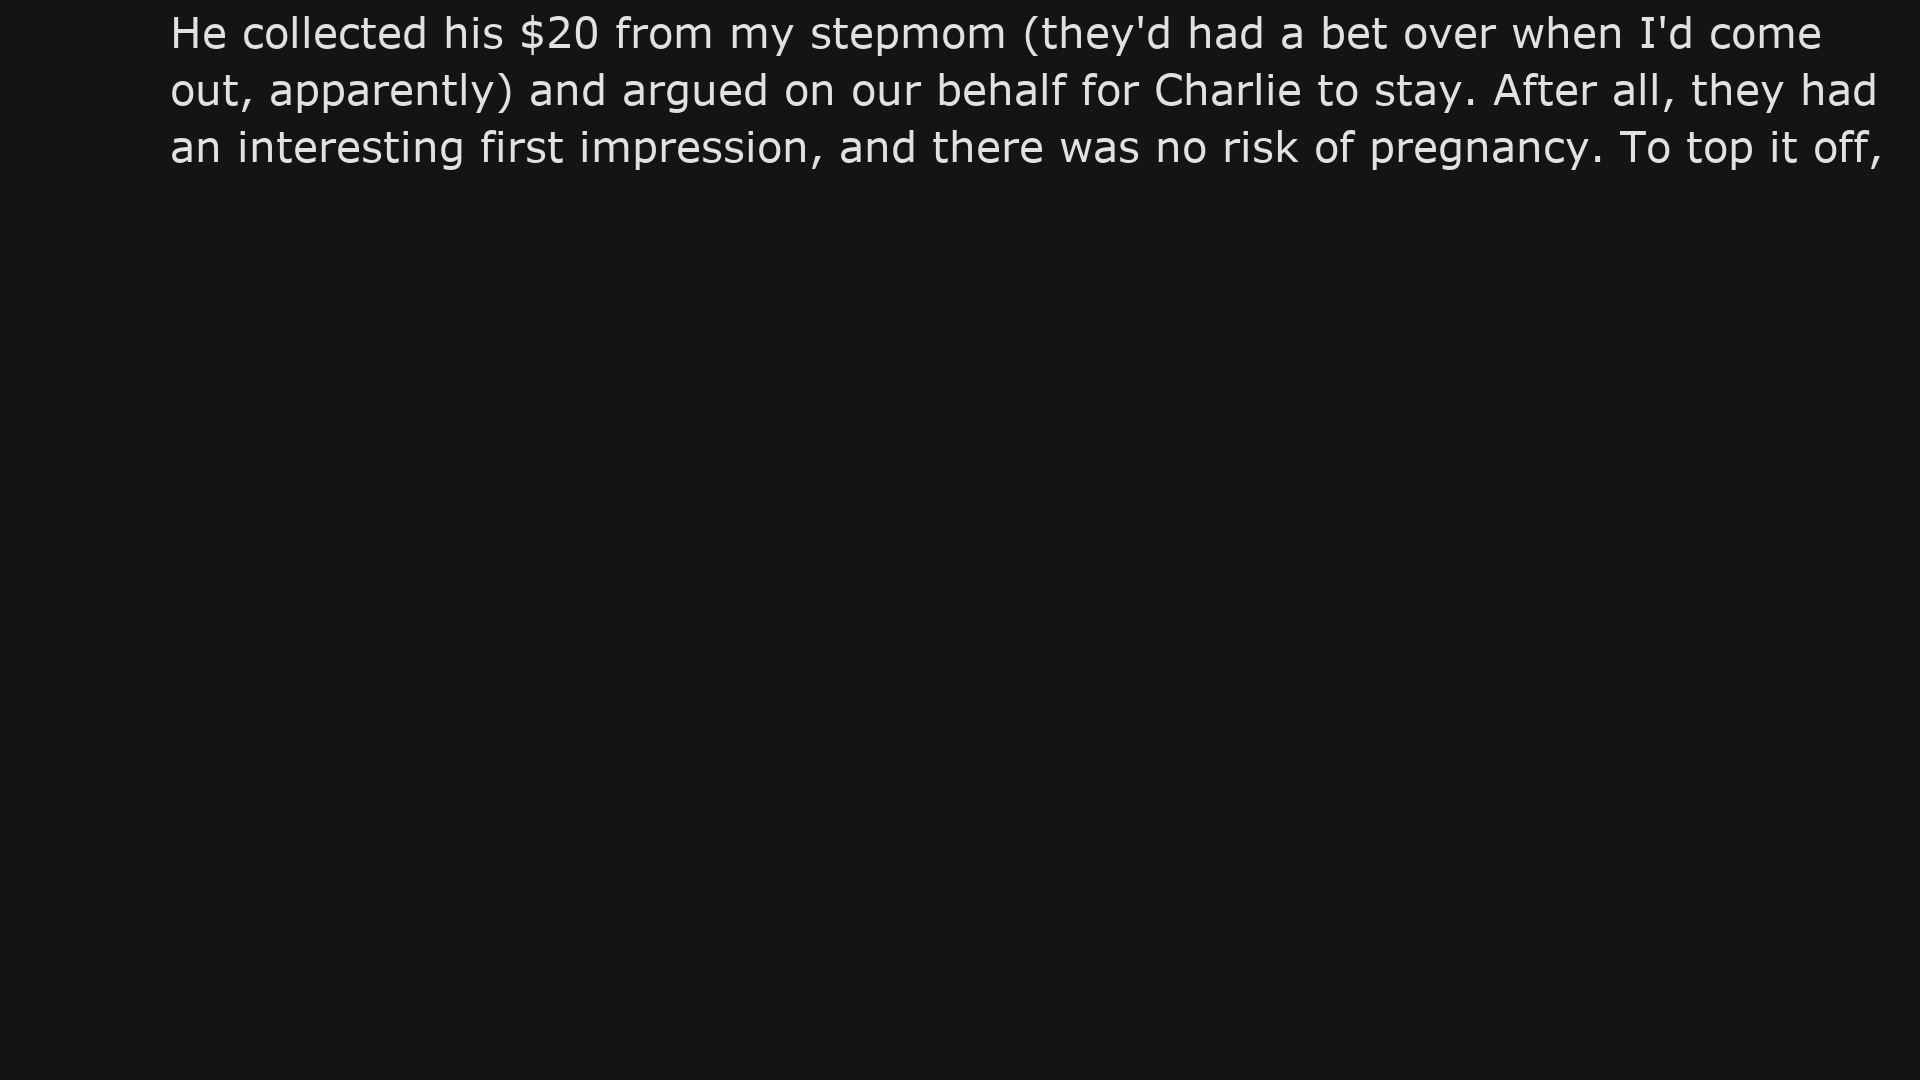 He collected his $20 from my stepmom (they'd had a bet over when I'd come
out, apparently) and argued on our behalf for Charlie to stay. After all, they had
an interesting first impression, and there was no risk of pregnancy. To top it off,